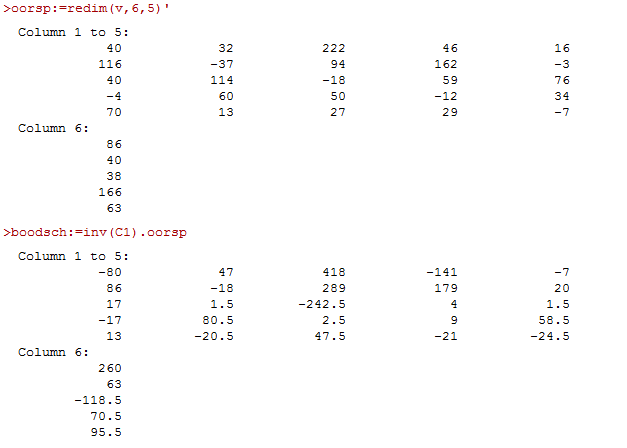 >oorsp:=redim(v,6,5)'
Column 1 to 5:
40 32 222 46 16
116 -37 94 162 -3
40 114 -18 59 76
-4 60 50 -12 34
70 13 27 29 -7
Column 6:
86
40
38
166
63
>boodsch:=inv(C1).oorsp
Column 1 to 5:
-80 47 418 -141 -7
86 -18 289 179 20
17 1.5 -242.5 4 1.5
-17 80.5 2.5 9 58.5
13 -20.5 47.5 -21 -24.5
Column 6:
260
63
-118.5
70.5
95.5